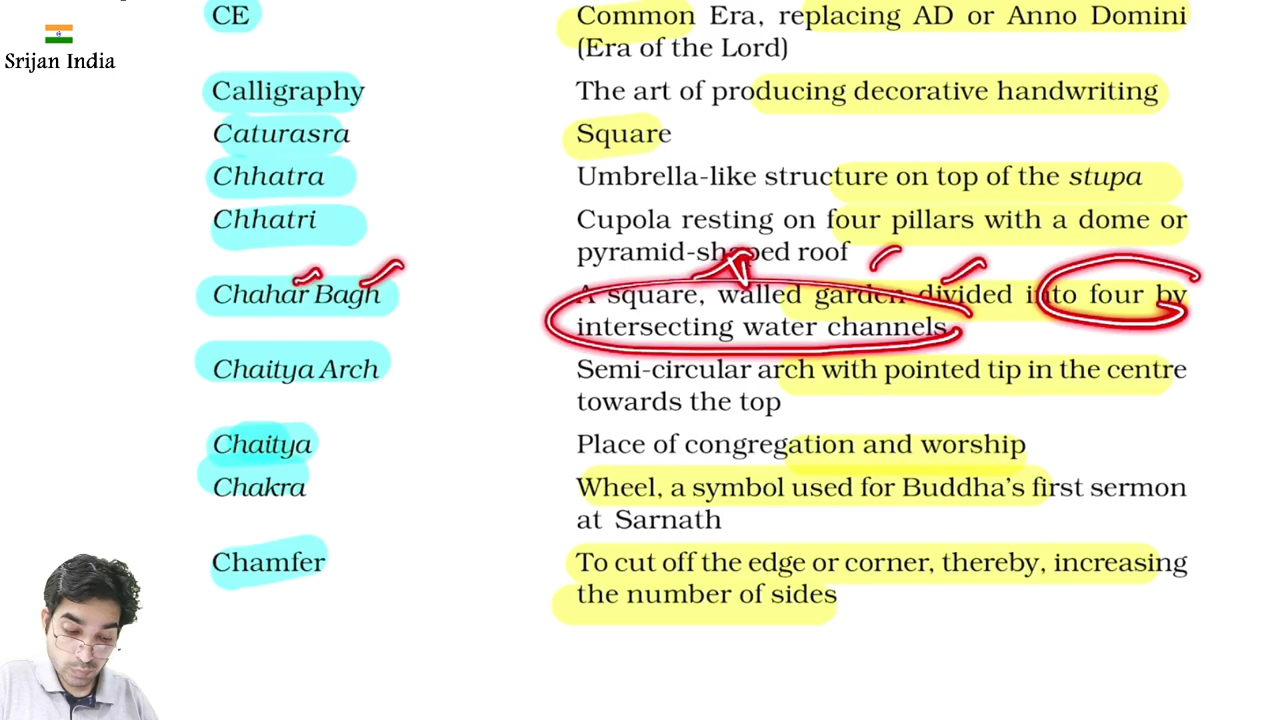 Srijan India
CE Common Era, replacing AD or Anno Domini
(Era of the Lord)
Calligraphy The art of producing decorative handwriting
Caturasra Square
Chhatra Umbrella-like structure on top of the stupa
Chhatri Cupola resting on four pillars with a dome or
pyramid-shaped roof
Chahar Bagh A square, walled garden divided into four by
intersecting water channels
Chaitya Arch Semi-circular arch with pointed tip in the centre
towards the top
Chaitya Place of congregation and worship
Chakra Wheel, a symbol used for Buddha's first sermon
at Sarnath
Chamfer To cut off the edge or corner, thereby, increasing
the number of sides